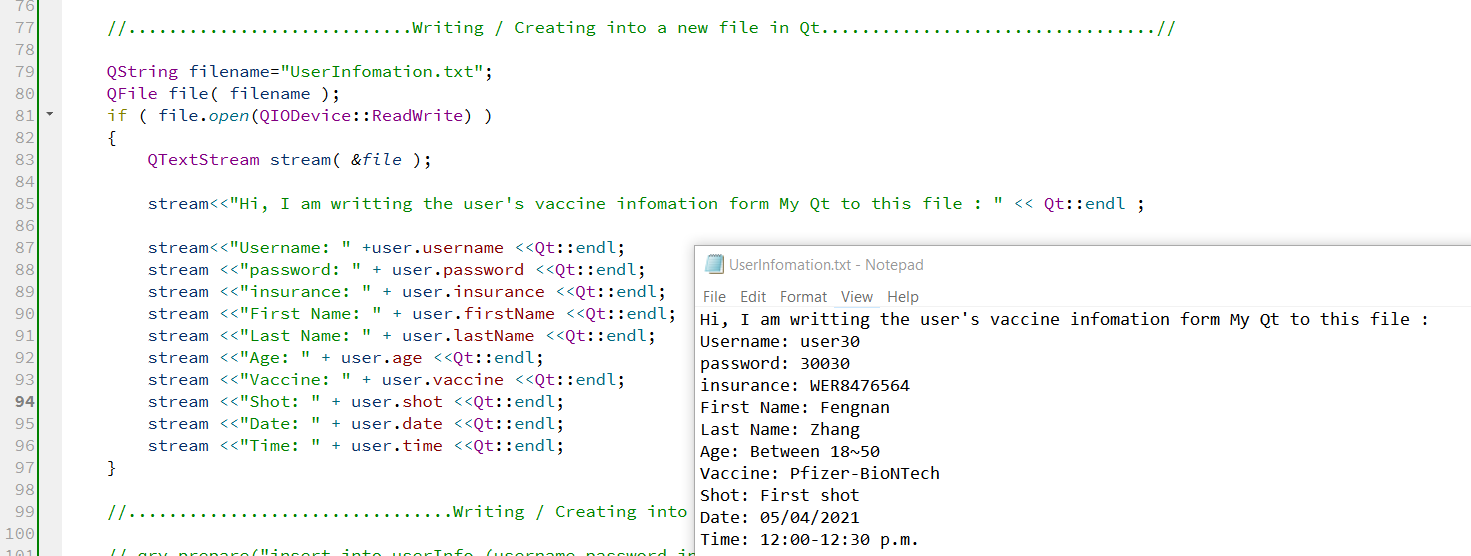 76
77 //............................Writing / Creating into a new file in Qt.................................//
78
79 QString filename="UserInfomation.txt";
80 QFile file( filename );
81 if ( file.open(QIODevice::ReadWrite) )
82 {
83 QTextStream stream( &file );
84
85 stream<<"Hi, I am writting the user's vaccine infomation form My Qt to this file : " << Qt::endl ;
86
87 stream<<"Username: " +user.username <<Qt::endl;
88 stream <<"password: " + user.password <<Qt::endl;
89 stream <<"insurance: " + user.insurance <<Qt::endl;
90 stream <<"First Name: " + user.firstName <<Qt::endl;
91 stream <<"Last Name: " + user.lastName <<Qt::endl;
92 stream <<"Age: " + user.age <<Qt::endl;
93 stream <<"Vaccine: " + user.vaccine <<Qt::endl;
94 stream <<"Shot: " + user.shot <<Qt::endl;
95 stream <<"Date: " + user.date <<Qt::endl;
96 stream <<"Time: " + user.time <<Qt::endl;
97 }
98
99 //................................Writing / Creating into
100
101 // qry.prepare("insert into userInfo (username,password,in
UserInfomation.txt - Notepad
File Edit Format View Help
Hi, I am writting the user's vaccine infomation form My Qt to this file :
Username: user30
password: 30030
insurance: WER8476564
First Name: Fengnan
Last Name: Zhang
Age: Between 18~50
Vaccine: Pfizer-BioNTech
Shot: First shot
Date: 05/04/2021
Time: 12:00-12:30 p.m.